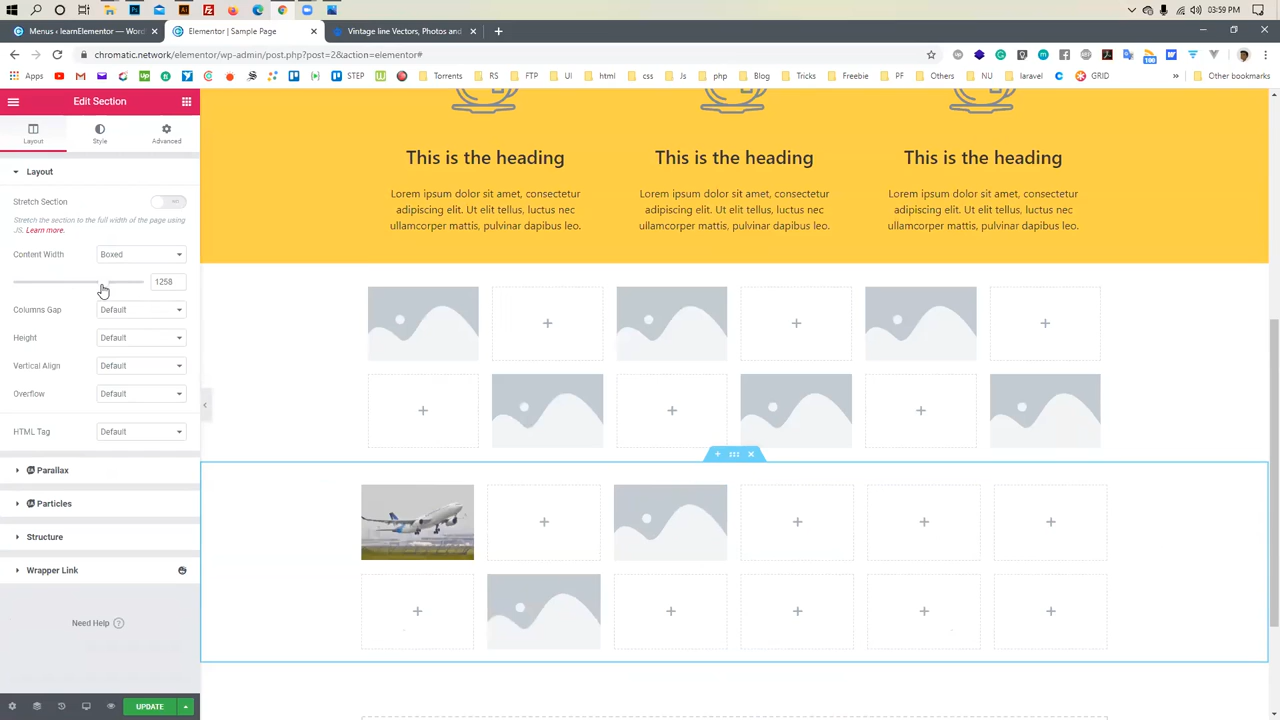 03:59 PM
Menus ‹ learnElementor — Word
Elementor | Sample Page
Vintage line Vectors, Photos and
chromatic.network/elementor/wp-admin/post.php?post=2&action=elementor#
Apps
Torrents
RS
FTP
UI
html
css
Js
php
Blog
Tricks
Freebie
PF
Others
NU
laravel
GRID
»
Other bookmarks
STEP
Edit Section
Layout
Style
Advanced
Layout
Stretch Section
Stretch the section to the full width of the page using
JS. Learn more.
Content Width
Boxed
1258
Columns Gap
Default
Height
Default
Vertical Align
Default
Overflow
Default
HTML Tag
Default
Parallax
Particles
Structure
Wrapper Link
Need Help
UPDATE
This is the heading
Lorem ipsum dolor sit amet, consectetur
adipiscing elit. Ut elit tellus, luctus nec
ullamcorper mattis, pulvinar dapibus leo.
This is the heading
Lorem ipsum dolor sit amet, consectetur
adipiscing elit. Ut elit tellus, luctus nec
ullamcorper mattis, pulvinar dapibus leo.
This is the heading
Lorem ipsum dolor sit amet, consectetur
adipiscing elit. Ut elit tellus, luctus nec
ullamcorper mattis, pulvinar dapibus leo.